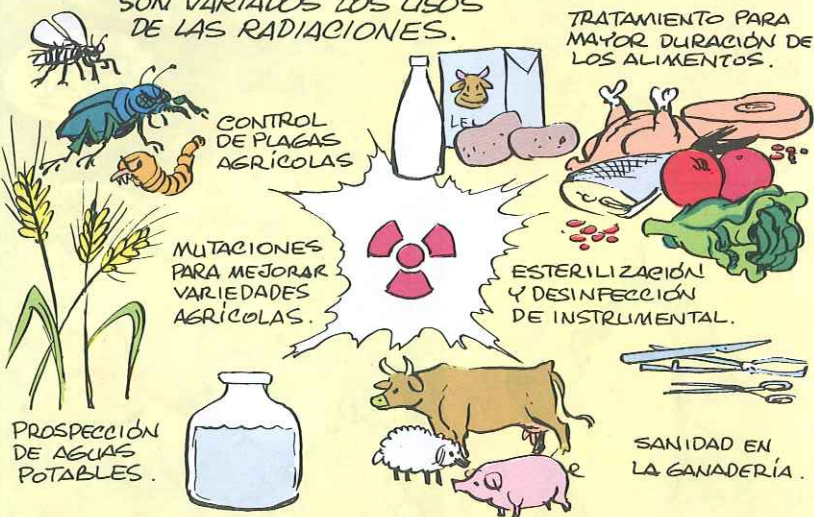 SON VARIADOS LOS USOS
DE LAS RADIACIONES.
TRATAMIENTO PARA
MAYOR DURACIÓN DE
LOS ALIMENTOS.
CONTROL
DE PLAGAS
AGRÍCOLAS
LE
MUTACIONES
PARA MEJORAR
VARIEDADES
AGRÍCOLAS.
ESTERILIZACIÓN
Y DESINFECCIÓN
DE INSTRUMENTAL.
PROSPECCIÓN
DE AGUAS
POTABLES.
SANIDAD EN
LA GANADERÍA.